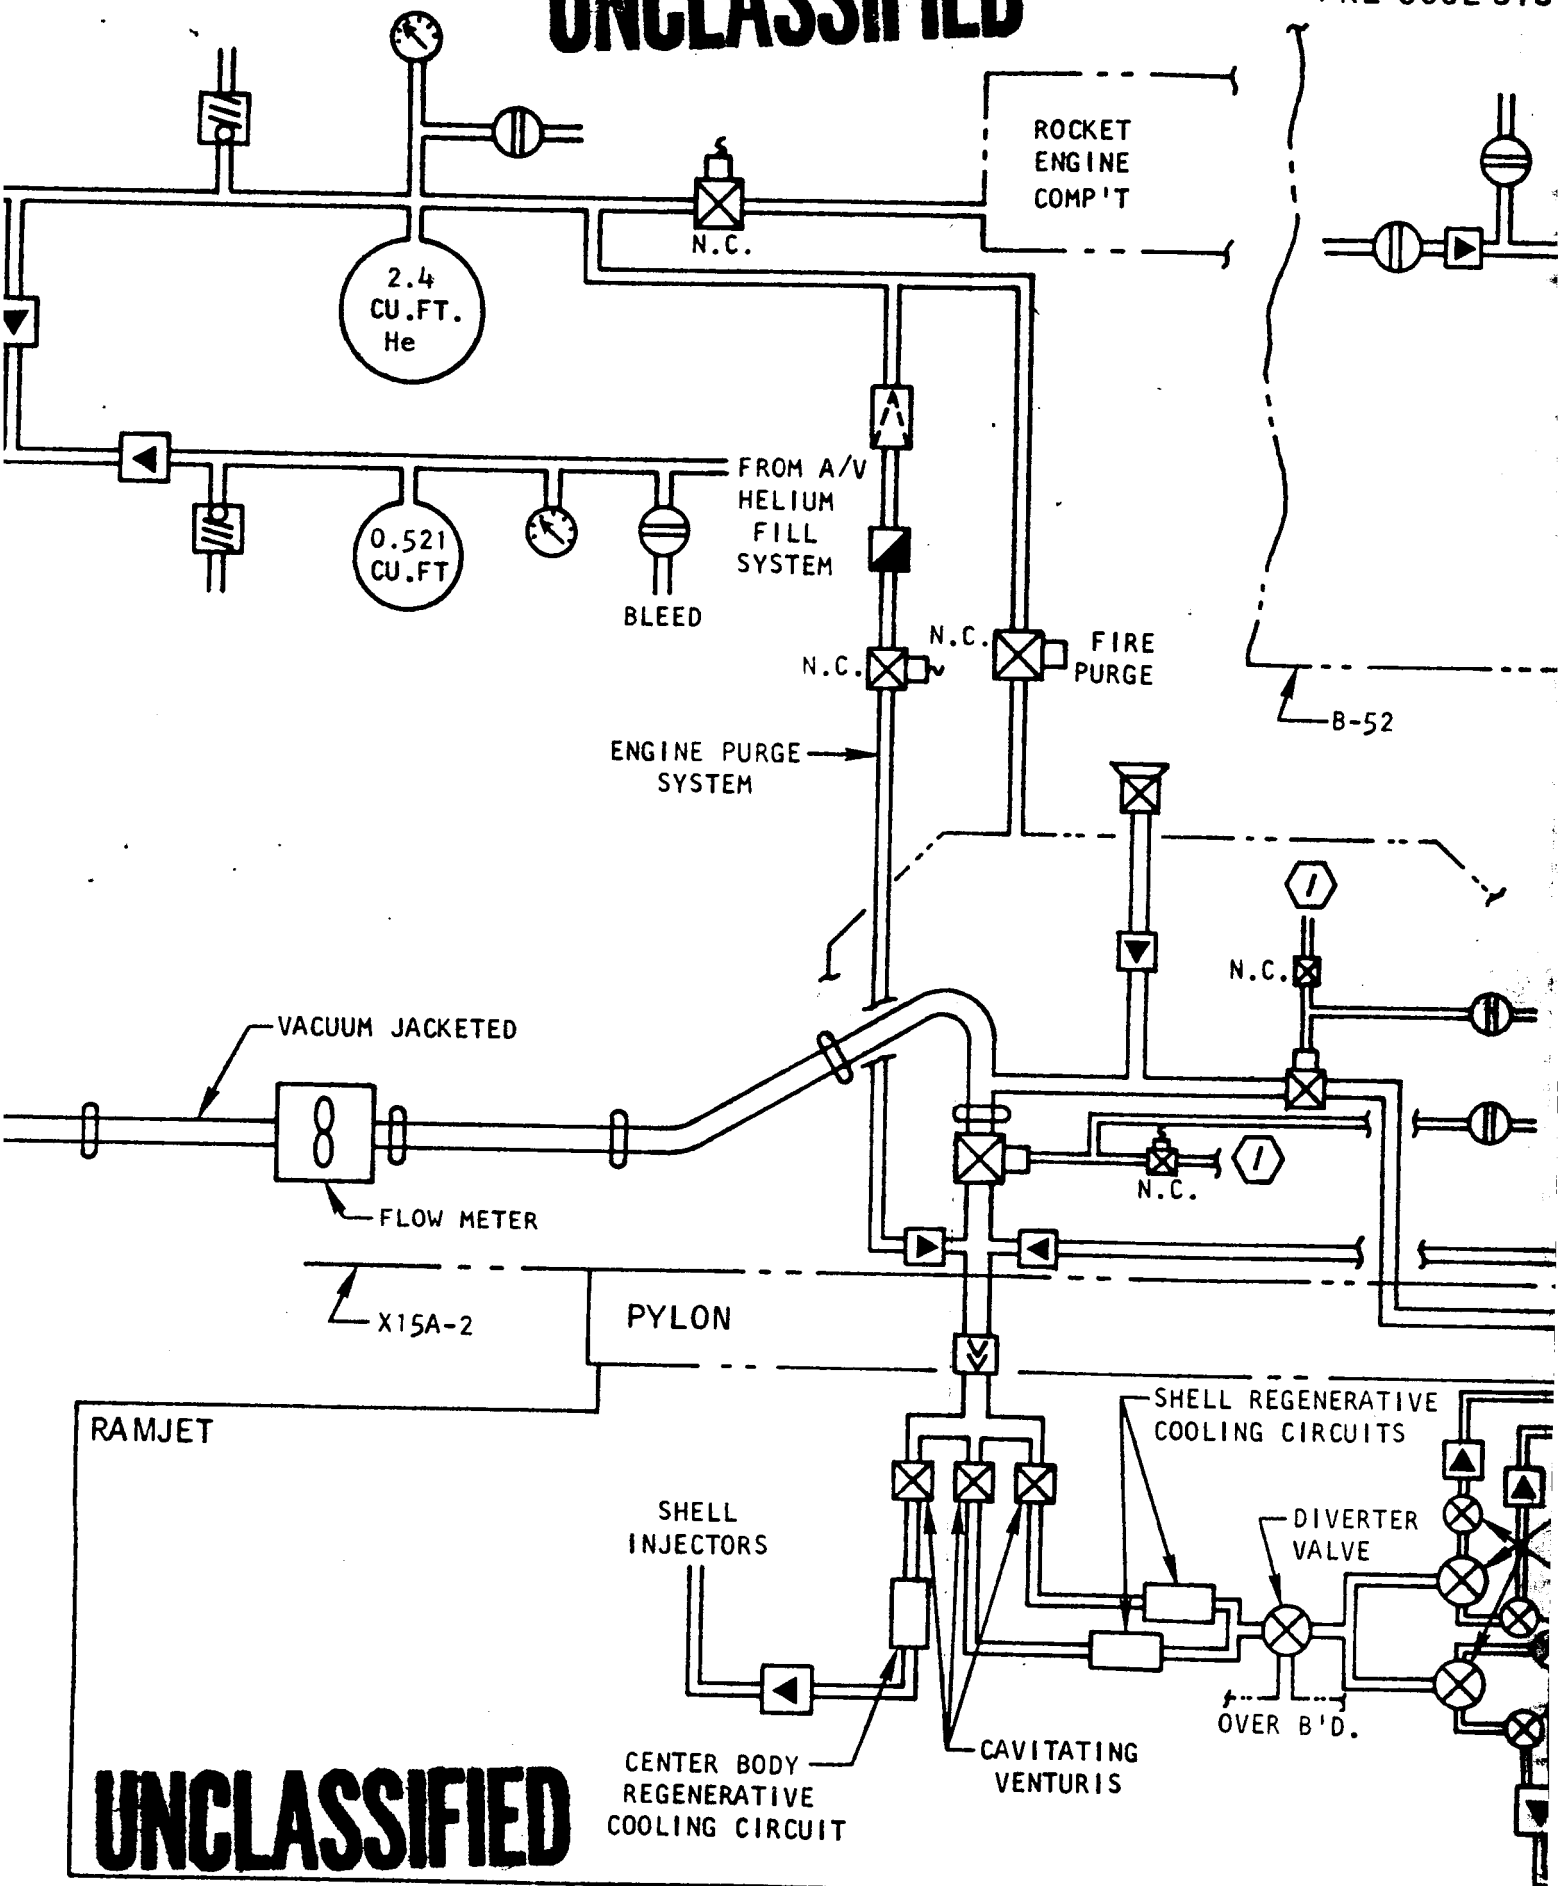 UNCLASSIFIED
ROCKET
ENGINE
COMP'T
N.C.
2.4
CU.FT.
He
FROM A/V
HELIUM
FILL
SYSTEM
0.521
CU.FT
BLEED
N.C.
N.C.
FIRE
PURGE
B-52
ENGINE PURGE
SYSTEM
1
N.C.
VACUUM JACKETED
1
N.C.
FLOW METER
X15A-2
PYLON
RAMJET
SHELL REGENERATIVE
COOLING CIRCUITS
SHELL
INJECTORS
DIVERTER
VALVE
OVER B'D.
CAVITATING
VENTURIS
CENTER BODY
REGENERATIVE
COOLING CIRCUIT
UNCLASSIFIED